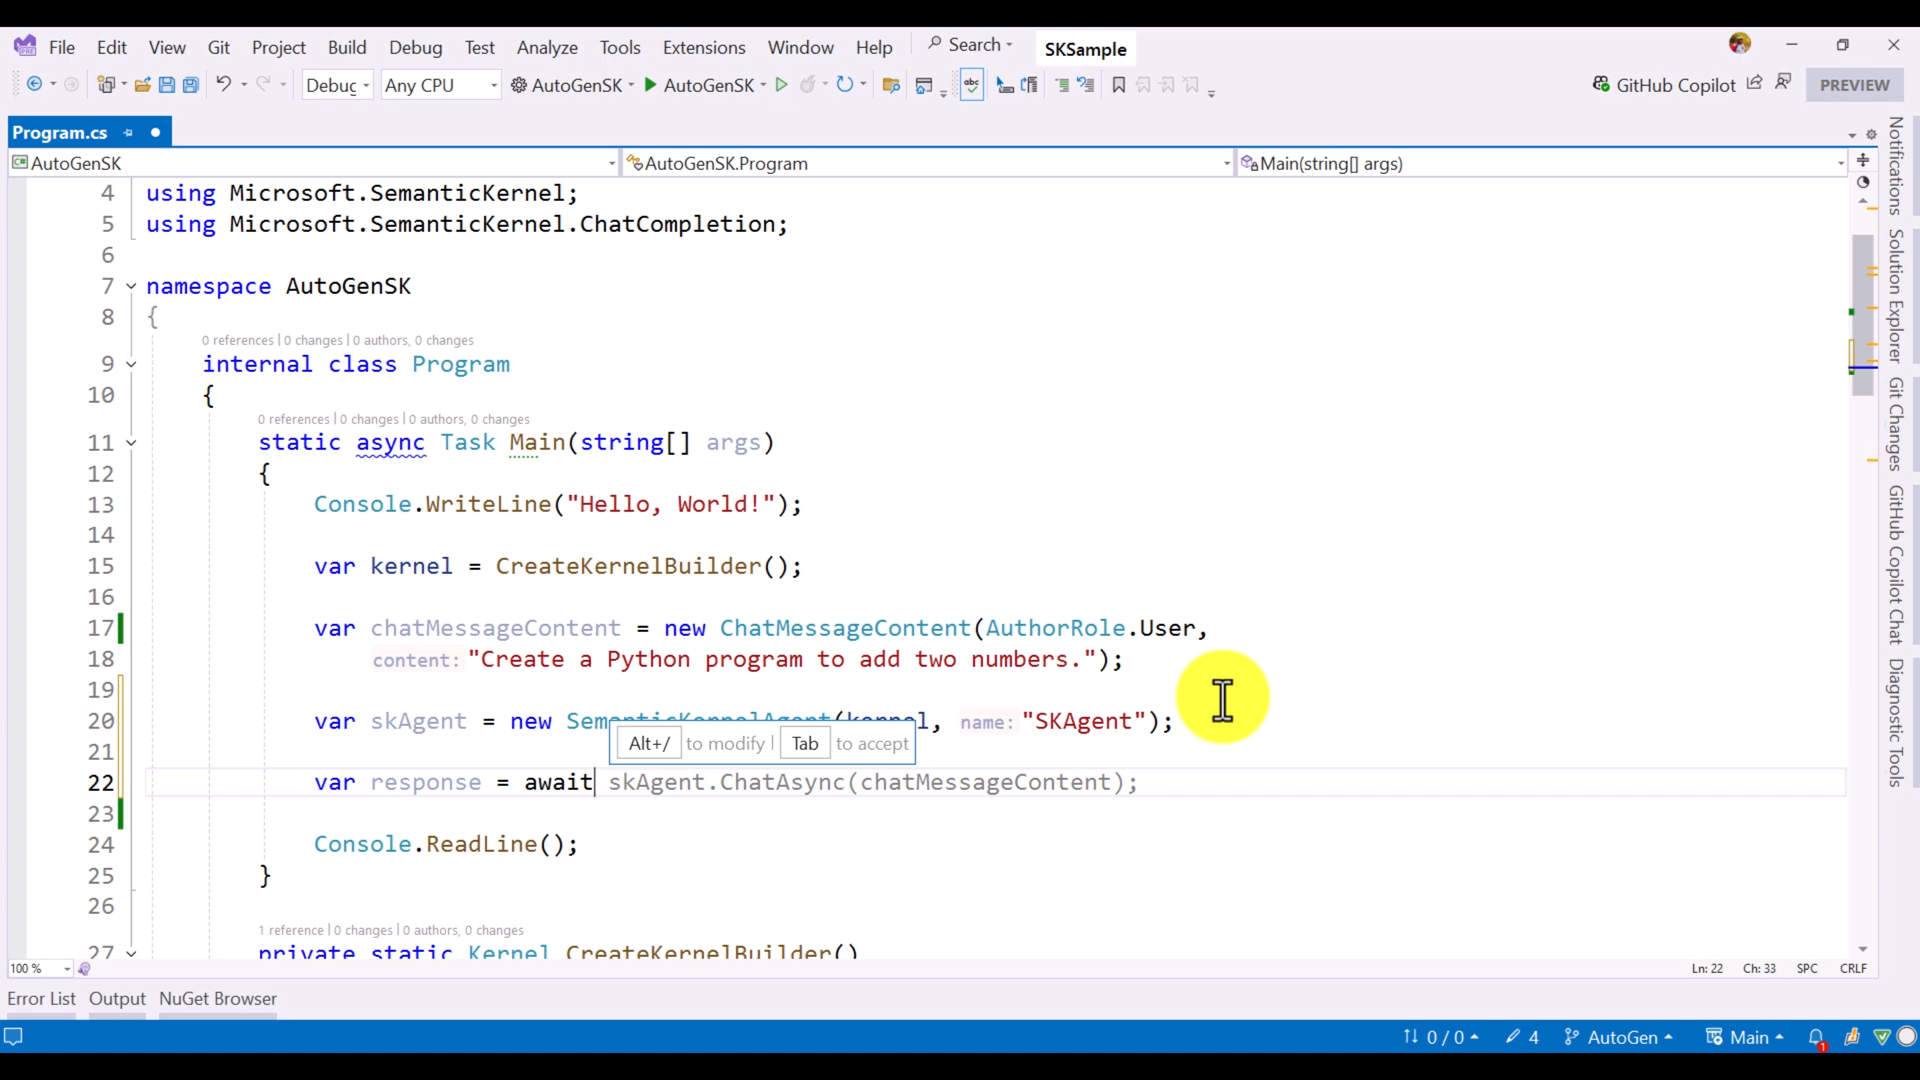 File Edit View Git Project Build Debug Test Analyze Tools Extensions Window Help Search SKSample
Debug Any CPU AutoGenSK AutoGenSK GitHub Copilot PREVIEW
Program.cs
AutoGenSK AutoGenSK.Program Main(string[] args)
4 using Microsoft.SemanticKernel;
5 using Microsoft.SemanticKernel.ChatCompletion;
6
7 namespace AutoGenSK
8 {
0 references | 0 changes | 0 authors, 0 changes
9 internal class Program
10 {
0 references | 0 changes | 0 authors, 0 changes
11 static async Task Main(string[] args)
12 {
13 Console.WriteLine("Hello, World!");
14
15 var kernel = CreateKernelBuilder();
16
17 var chatMessageContent = new ChatMessageContent(AuthorRole.User,
18 content: "Create a Python program to add two numbers.");
19
20 var skAgent = new SemanticKernelAgent(kernel, name: "SKAgent");
Alt+/ to modify | Tab to accept
21
22 var response = await skAgent.ChatAsync(chatMessageContent);
23
24 Console.ReadLine();
25 }
26
1 reference | 0 changes | 0 authors, 0 changes
27 private static Kernel CreateKernelBuilder()
100 % Ln: 22 Ch: 33 SPC CRLF
Error List Output NuGet Browser
0 / 0 4 AutoGen Main 1
Notifications
Solution Explorer
Git Changes
GitHub Copilot Chat
Diagnostic Tools